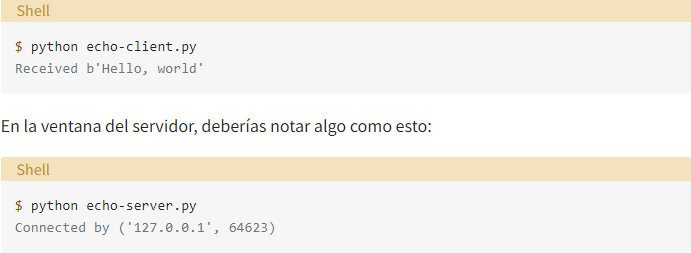 Shell
$ python echo-client.py
Received b'Hello, world'
En la ventana del servidor, deberías notar algo como esto:
Shell
$ python echo-server.py
Connected by ('127.0.0.1', 64623)